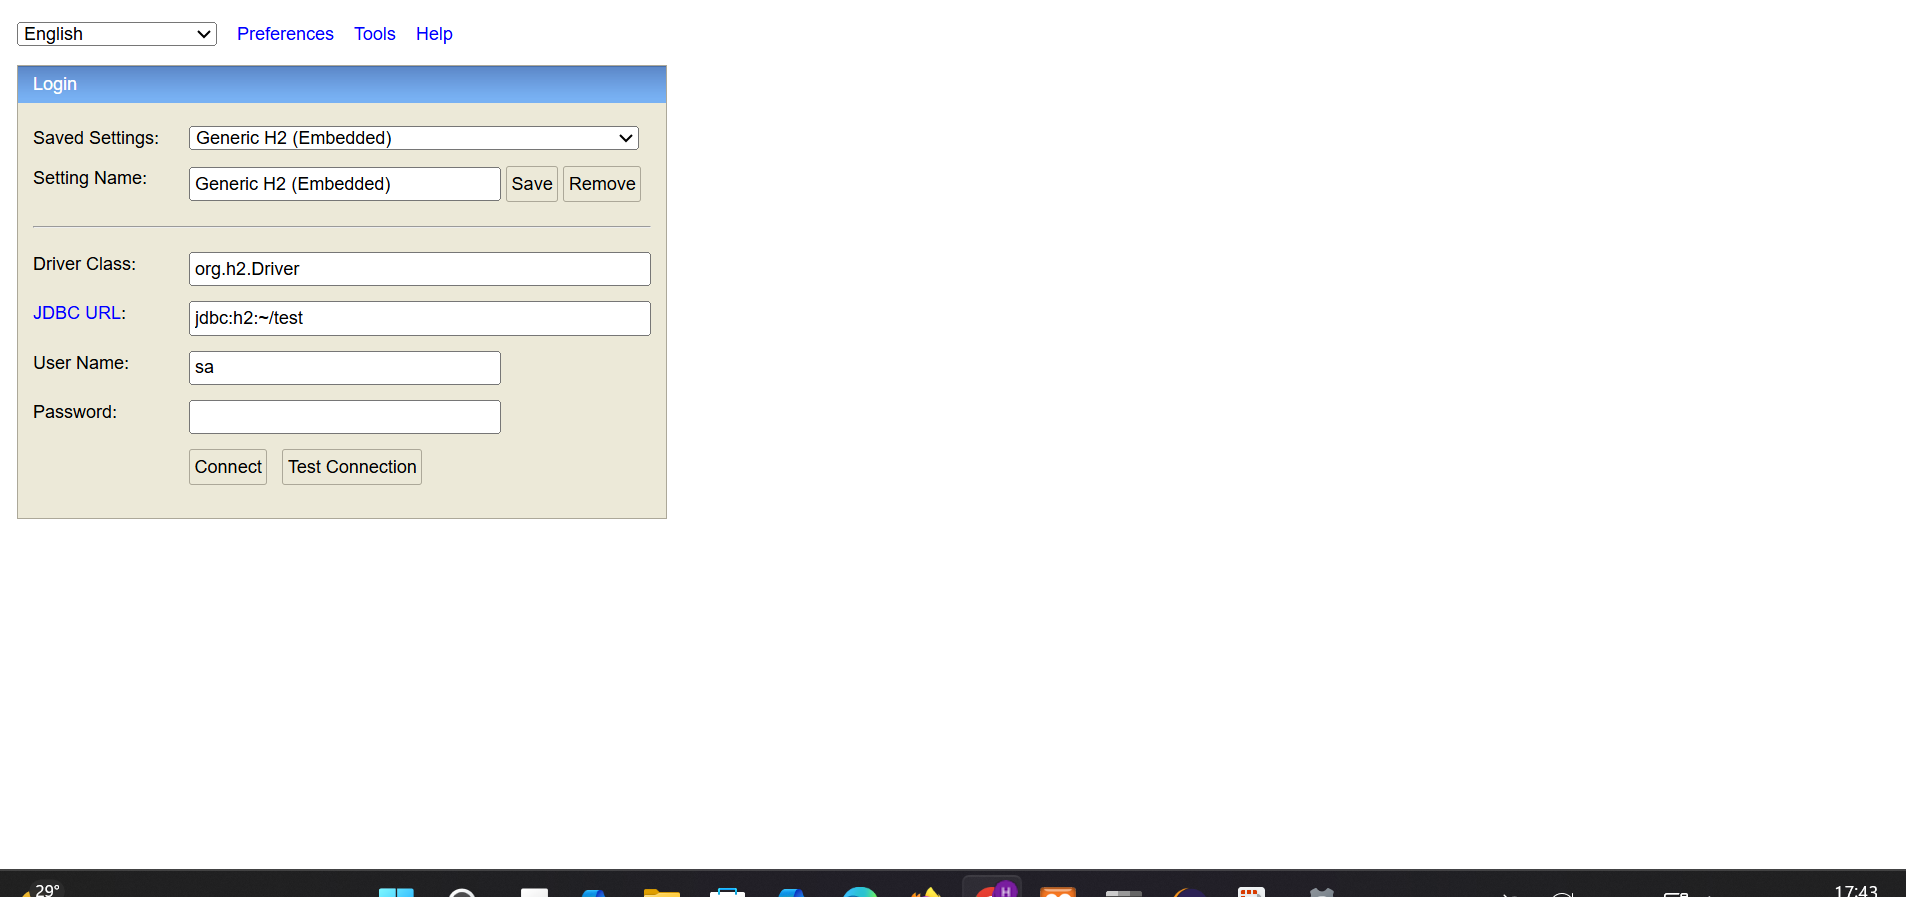 English Preferences Tools Help
Login
Saved Settings: Generic H2 (Embedded)
Setting Name: Generic H2 (Embedded) Save Remove
Driver Class: org.h2.Driver
JDBC URL: jdbc:h2:~/test
User Name: sa
Password:
Connect Test Connection
29°
H
17:43